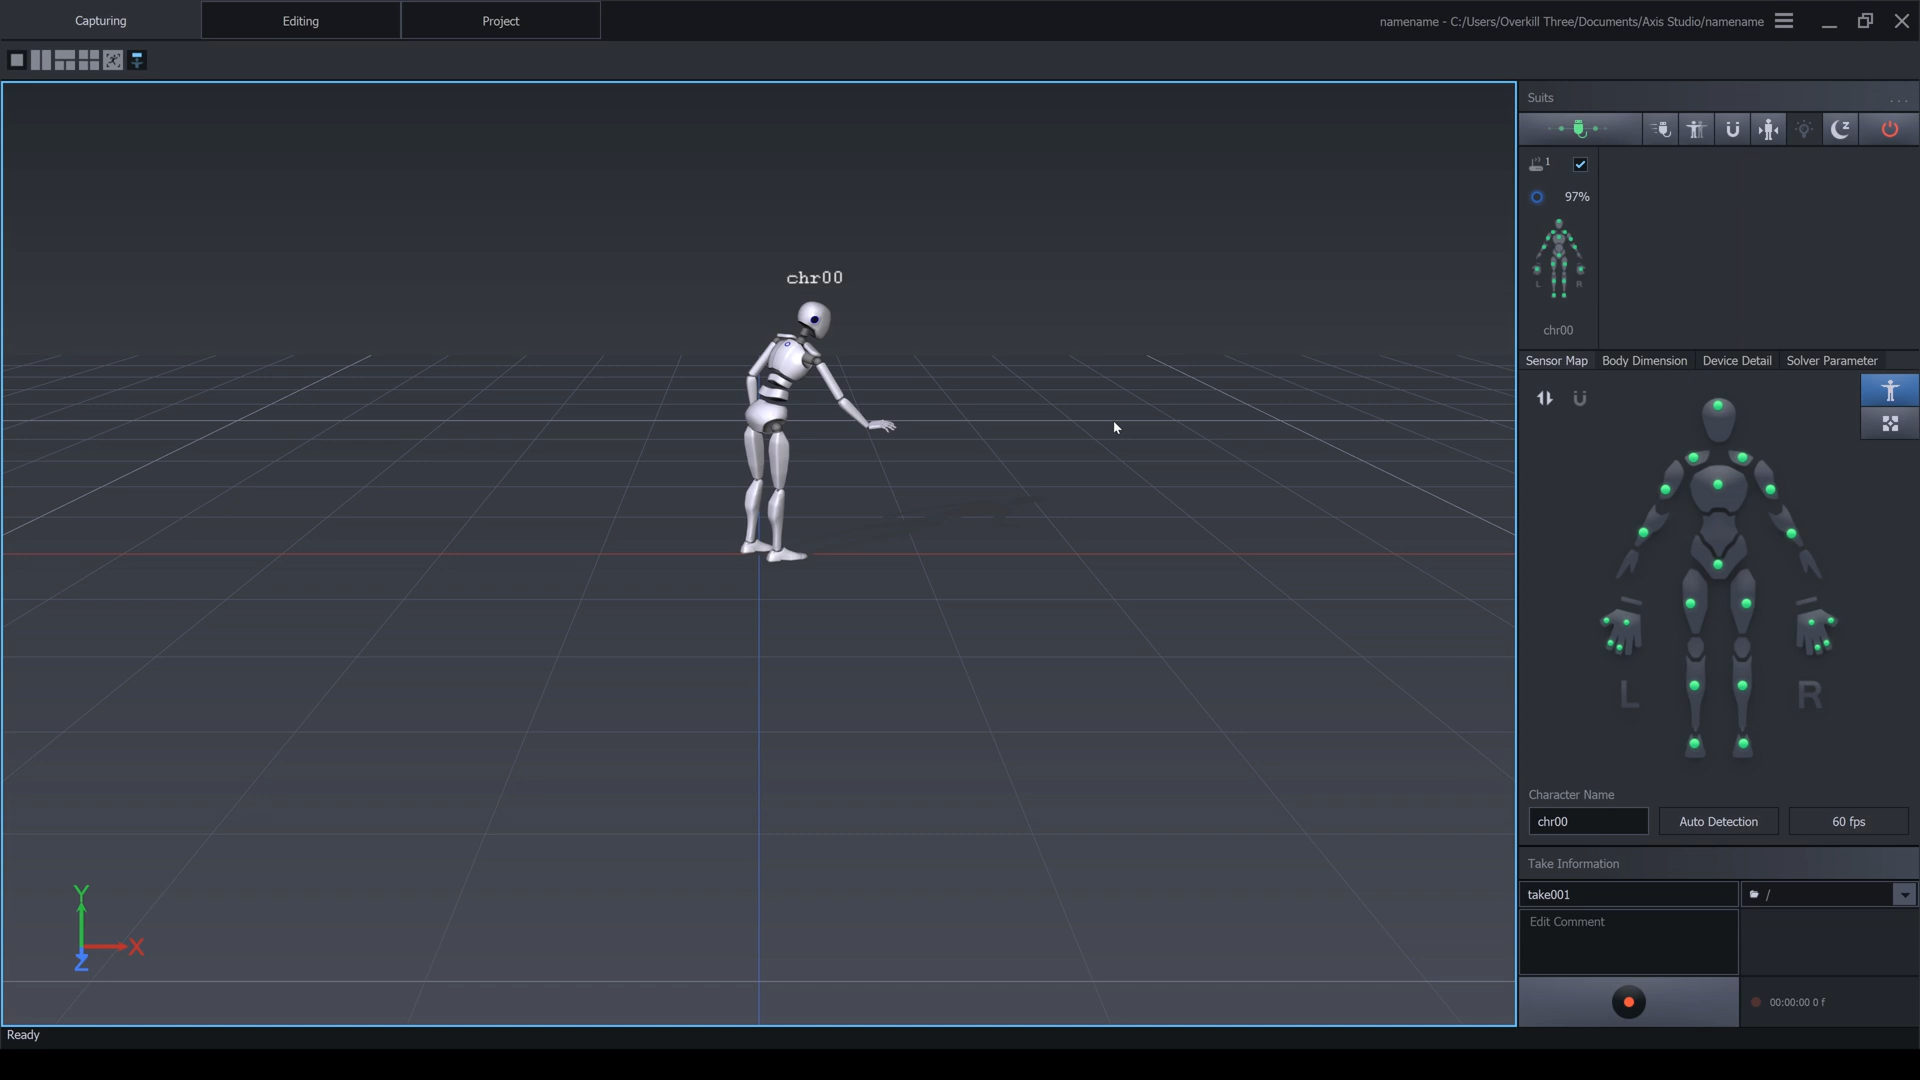 Capturing
Editing
Project
namename - C:/Users/Overkill Three/Documents/Axis Studio/namename
Suits
...
1
97%
L R
chr00
chr00
Sensor Map
Body Dimension
Device Detail
Solver Parameter
L
R
Character Name
chr00
Auto Detection
60 fps
Take Information
take001
/
Edit Comment
00:00:00 0 f
Y
X
Z
Ready